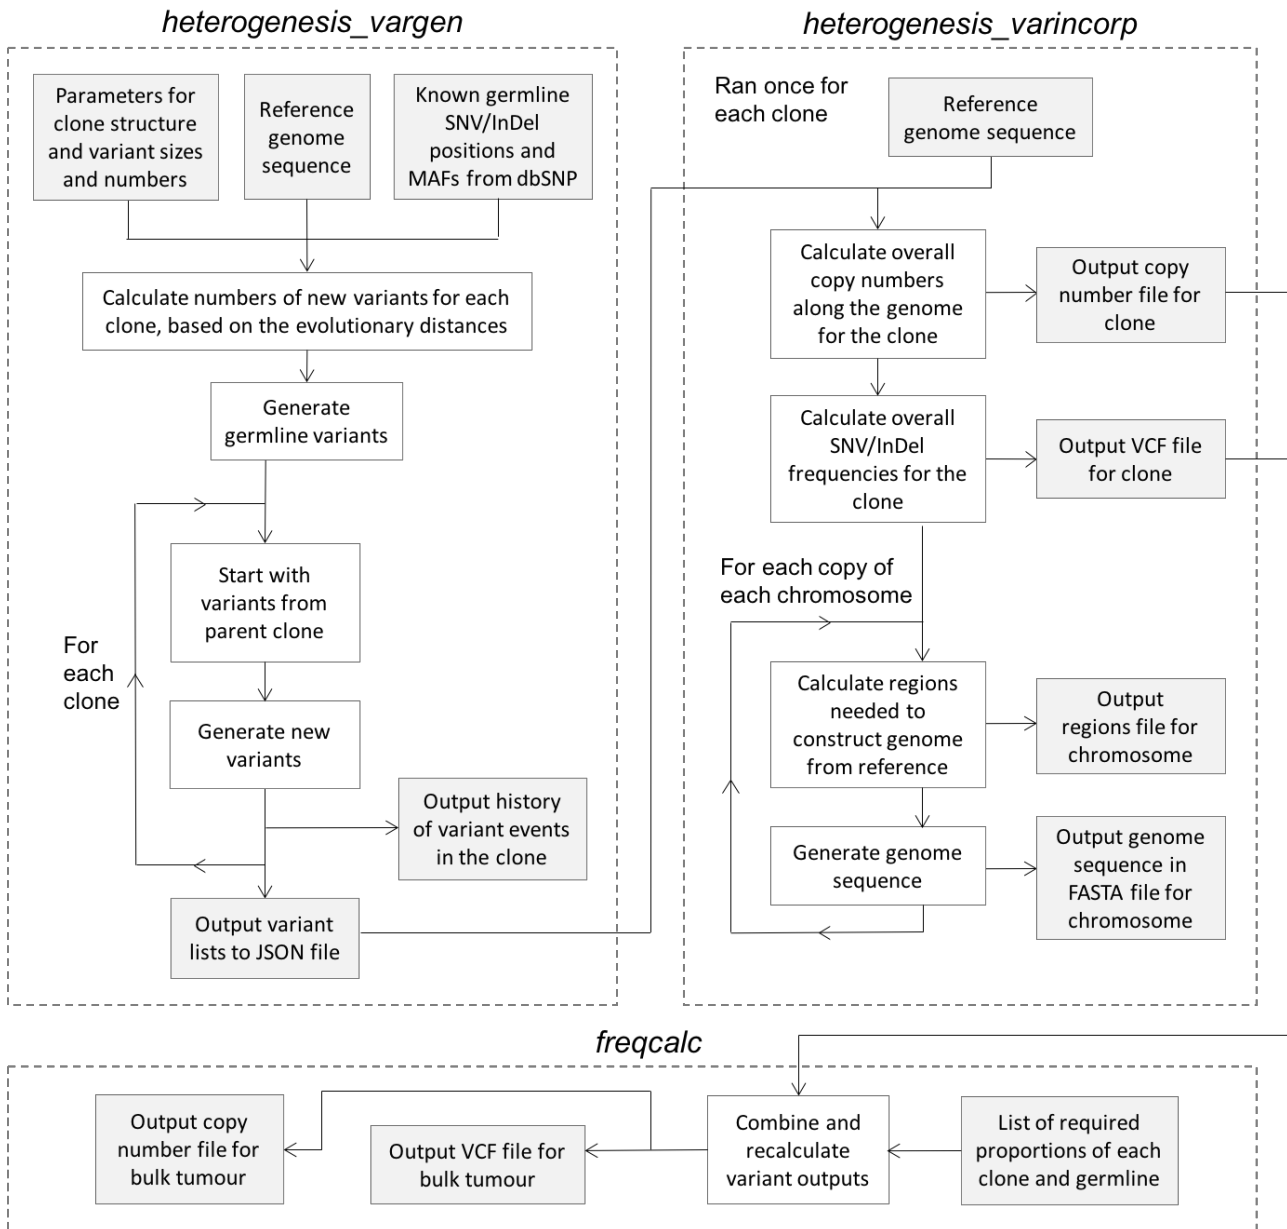 heterogenesis_vargen
Parameters for
clone structure
and variant sizes
and numbers
Reference
genome
sequence
Known germline
SNV/InDel
positions and
MAFs from dbSNP
Calculate numbers of new variants for each
clone, based on the evolutionary distances
Generate
germline variants
Start with
variants from
parent clone
For
each
clone
Generate new
variants
Output history
of variant events
in the clone
Output variant
lists to JSON file
heterogenesis_varincorp
Ran once for
each clone
Reference
genome sequence
Calculate overall
copy numbers
along the genome
for the clone
Output copy
number file for
clone
Calculate overall
SNV/InDel
frequencies for the
clone
Output VCF file
for clone
For each copy of
each chromosome
Calculate regions
needed to
construct genome
from reference
Output
regions file for
chromosome
Generate genome
sequence
Output genome
sequence in
FASTA file for
chromosome
freqcalc
Output copy
number file for
bulk tumour
Output VCF file for
bulk tumour
Combine and
recalculate
variant outputs
List of required
proportions of each
clone and germline